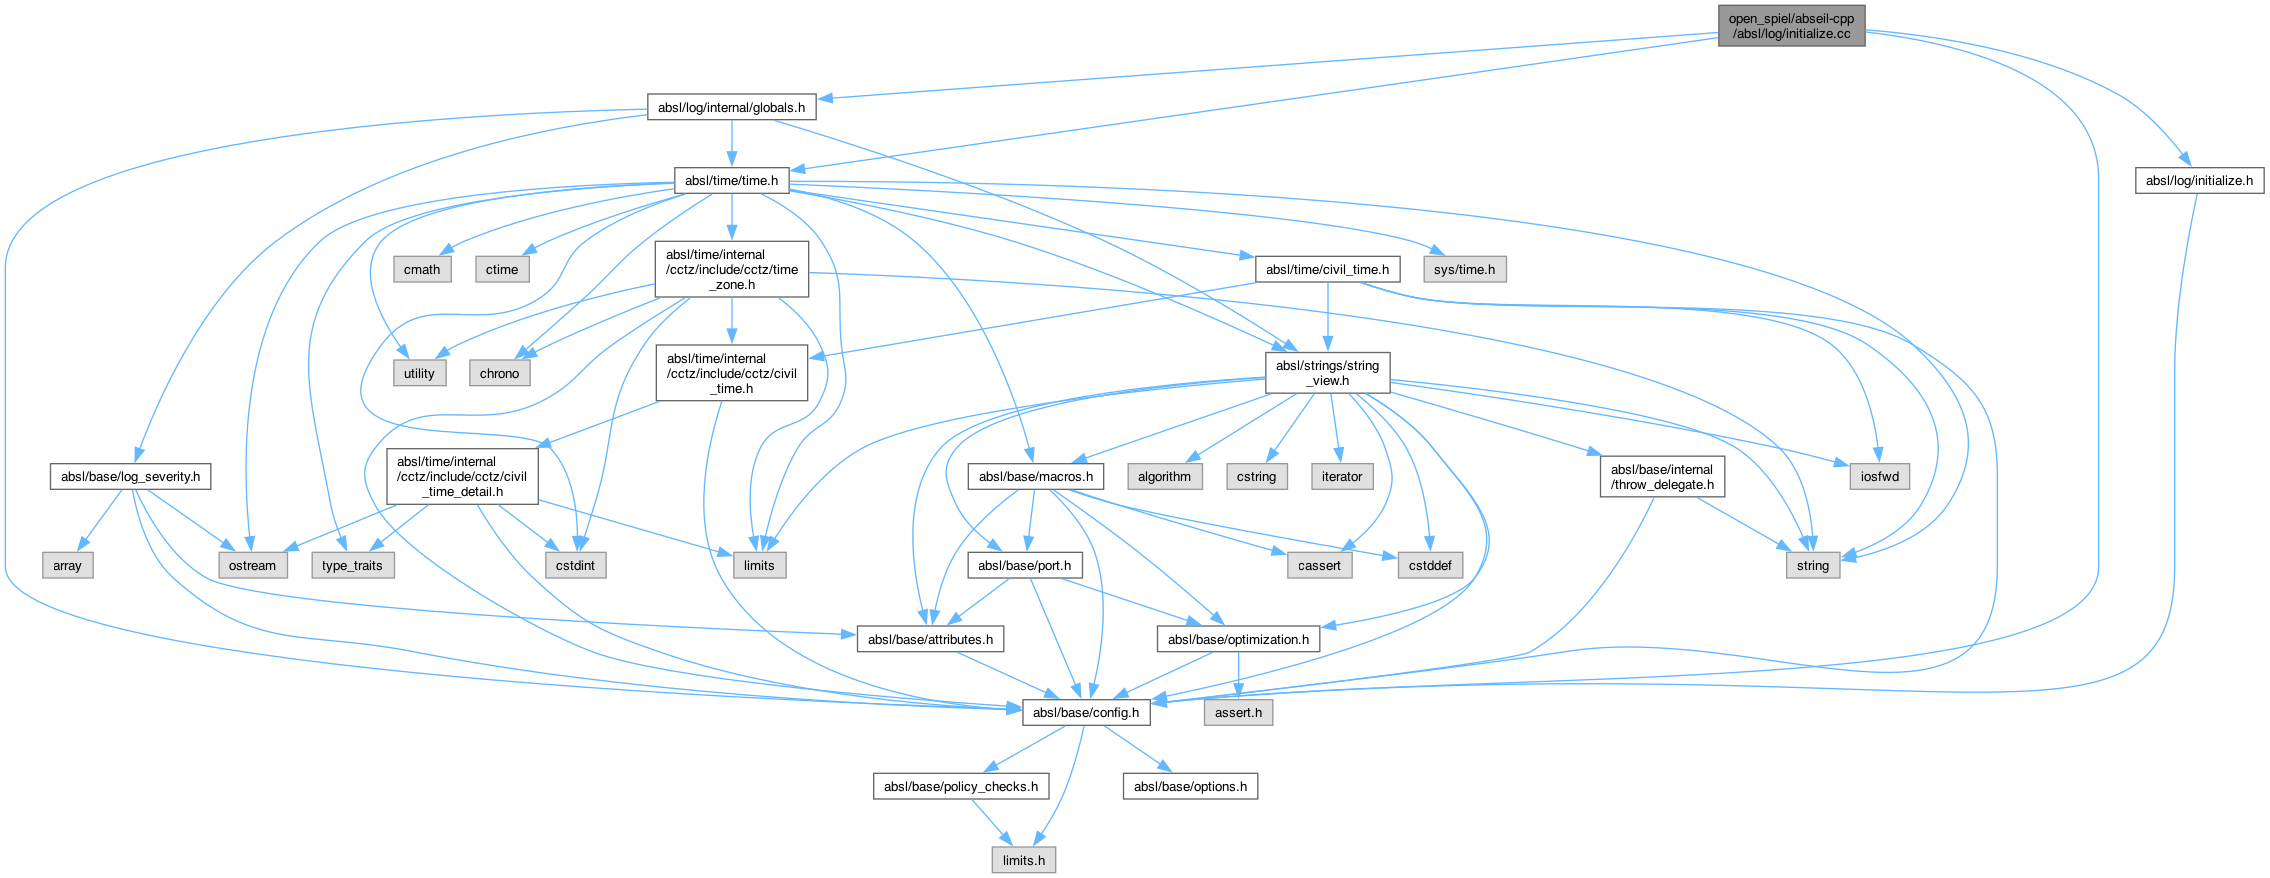 open_spiel/abseil-cpp
/absl/log/initialize.cc
absl/log/internal/globals.h
absl/time/time.h
absl/log/initialize.h
cmath
ctime
absl/time/internal
/cctz/include/cctz/time
_zone.h
absl/time/civil_time.h
sys/time.h
utility
chrono
absl/time/internal
/cctz/include/cctz/civil
_time.h
absl/strings/string
_view.h
absl/base/log_severity.h
absl/time/internal
/cctz/include/cctz/civil
_time_detail.h
absl/base/macros.h
algorithm
cstring
iterator
absl/base/internal
/throw_delegate.h
iosfwd
array
ostream
type_traits
cstdint
limits
absl/base/port.h
cassert
cstddef
string
absl/base/attributes.h
absl/base/optimization.h
absl/base/config.h
assert.h
absl/base/policy_checks.h
absl/base/options.h
limits.h